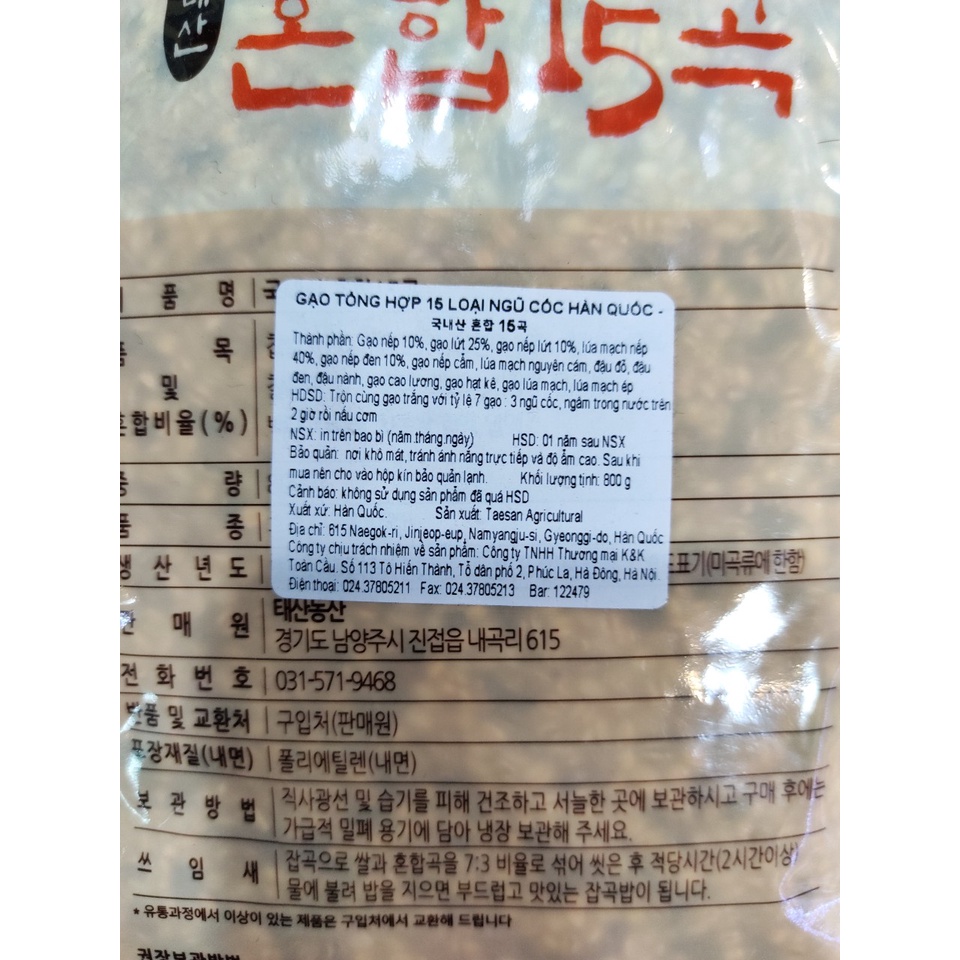 혼합15곡
품 명
GẠO TỔNG HỢP 15 LOẠI NGŨ CỐC HÀN QUỐC -
국내산 혼합 15곡
Thành phần: Gạo nếp 10%, gạo lứt 25%, gạo nếp lứt 10%, lúa mạch nếp
40%, gạo nếp đen 10%, gạo nếp cẩm, lúa mạch nguyên cám, đậu đỏ, đậu
đen, đậu nành, gạo cao lương, gạo hạt kê, gạo lúa mạch, lúa mạch ép
HDSD: Trộn cùng gạo trắng với tỷ lệ 7 gạo : 3 ngũ cốc, ngâm trong nước trên
2 giờ rồi nấu cơm
NSX: in trên bao bì (năm.tháng.ngày) HSD: 01 năm sau NSX
Bảo quản: nơi khô mát, tránh ánh nắng trực tiếp và độ ẩm cao. Sau khi
mua nên cho vào hộp kín bảo quản lạnh. Khối lượng tịnh: 800 g
Cảnh báo: không sử dụng sản phẩm đã quá HSD
Xuất xứ: Hàn Quốc. Sản xuất: Taesan Agricultural
Địa chỉ: 615 Naegok-ri, Jinjeop-eup, Namyangju-si, Gyeonggi-do, Hàn Quốc
Công ty chịu trách nhiệm về sản phẩm: Công ty TNHH Thương mại K&K
Toàn Cầu. Số 113 Tô Hiến Thành, Tổ dân phố 2, Phúc La, Hà Đông, Hà Nội.
Điện thoại: 024.37805211 Fax: 024.37805213 Bar: 122479
목
및
혼합비율(%)
량
품 종
생 산 년 도 표기(미곡류에 한함)
판 매 원 태산농산
경기도 남양주시 진접읍 내곡리 615
전 화 번 호 031-571-9468
반품 및 교환처 구입처(판매원)
포장재질(내면) 폴리에틸렌(내면)
보 관 방 법 직사광선 및 습기를 피해 건조하고 서늘한 곳에 보관하시고 구매 후에는
가급적 밀폐 용기에 담아 냉장 보관해 주세요.
쓰 임 새 잡곡으로 쌀과 혼합곡을 7:3 비율로 섞어 씻은 후 적당시간(2시간이상)
물에 불려 밥을 지으면 부드럽고 맛있는 잡곡밥이 됩니다.
* 유통과정에서 이상이 있는 제품은 구입처에서 교환해 드립니다